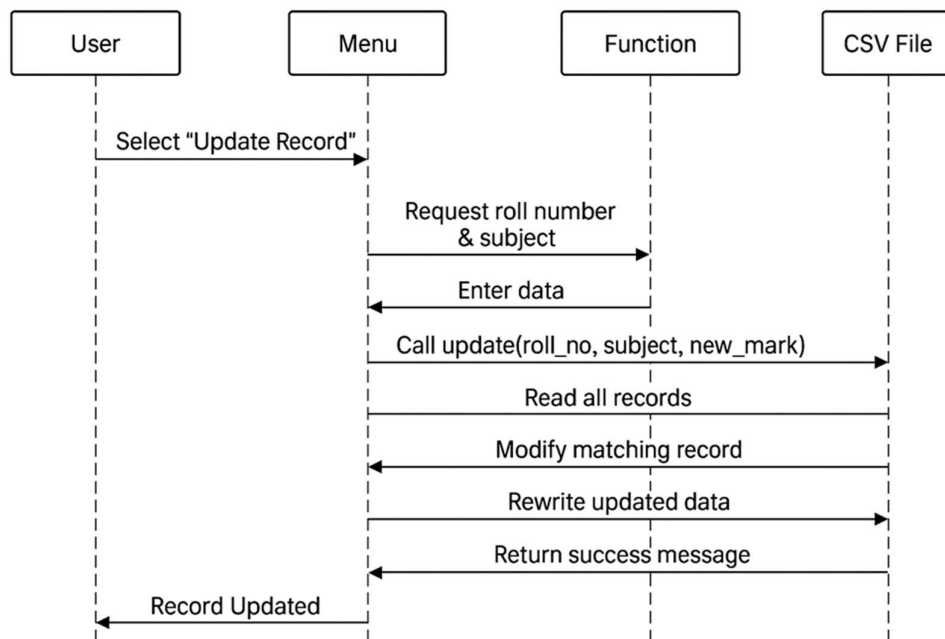 User
Menu
Function
CSV File
Select “Update Record”
Request roll number
& subject
Enter data
Call update(roll_no, subject, new_mark)
Read all records
Modify matching record
Rewrite updated data
Return success message
Record Updated